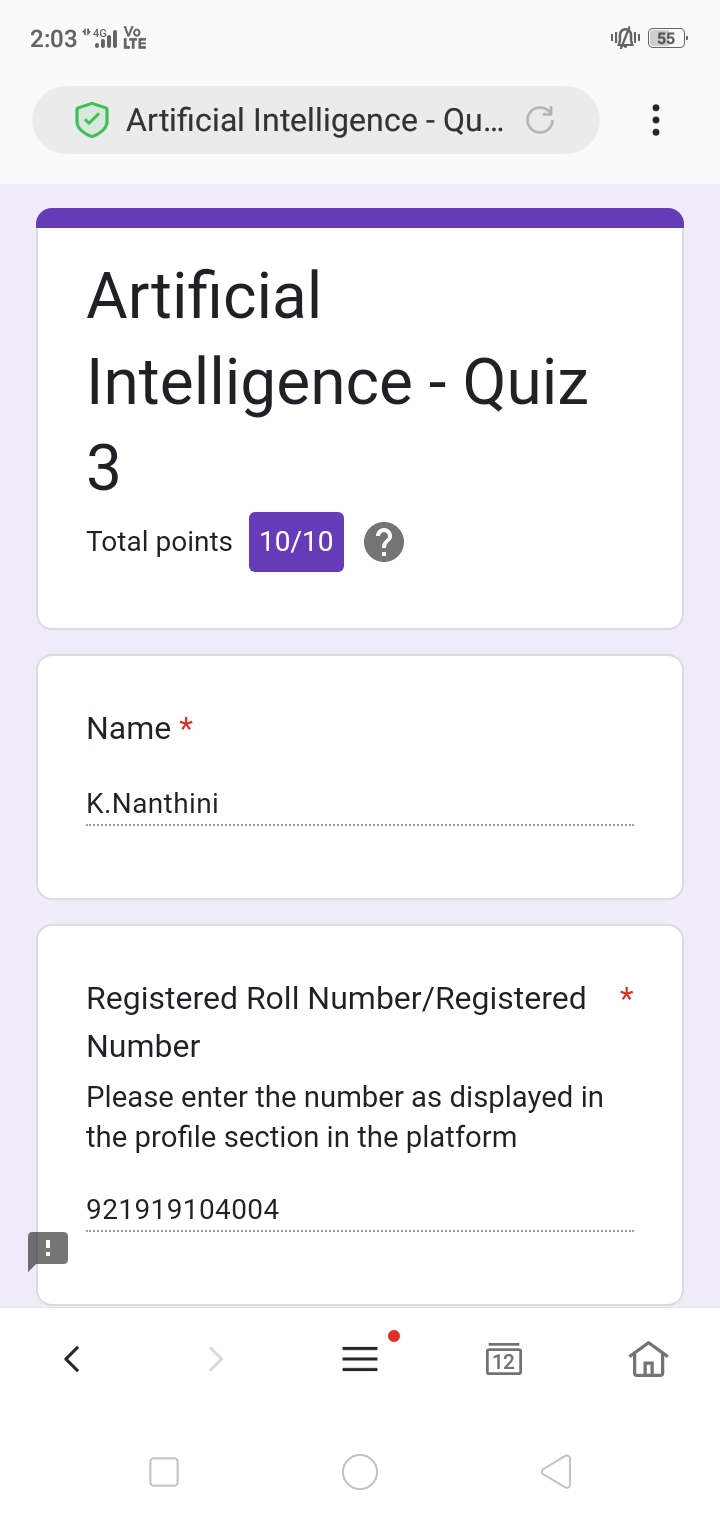 2:03 4G Vo LTE 55
Artificial Intelligence - Qu...
Artificial
Intelligence - Quiz
3
Total points 10/10 ?
Name *
K.Nanthini
Registered Roll Number/Registered *
Number
Please enter the number as displayed in
the profile section in the platform
921919104004
!
12